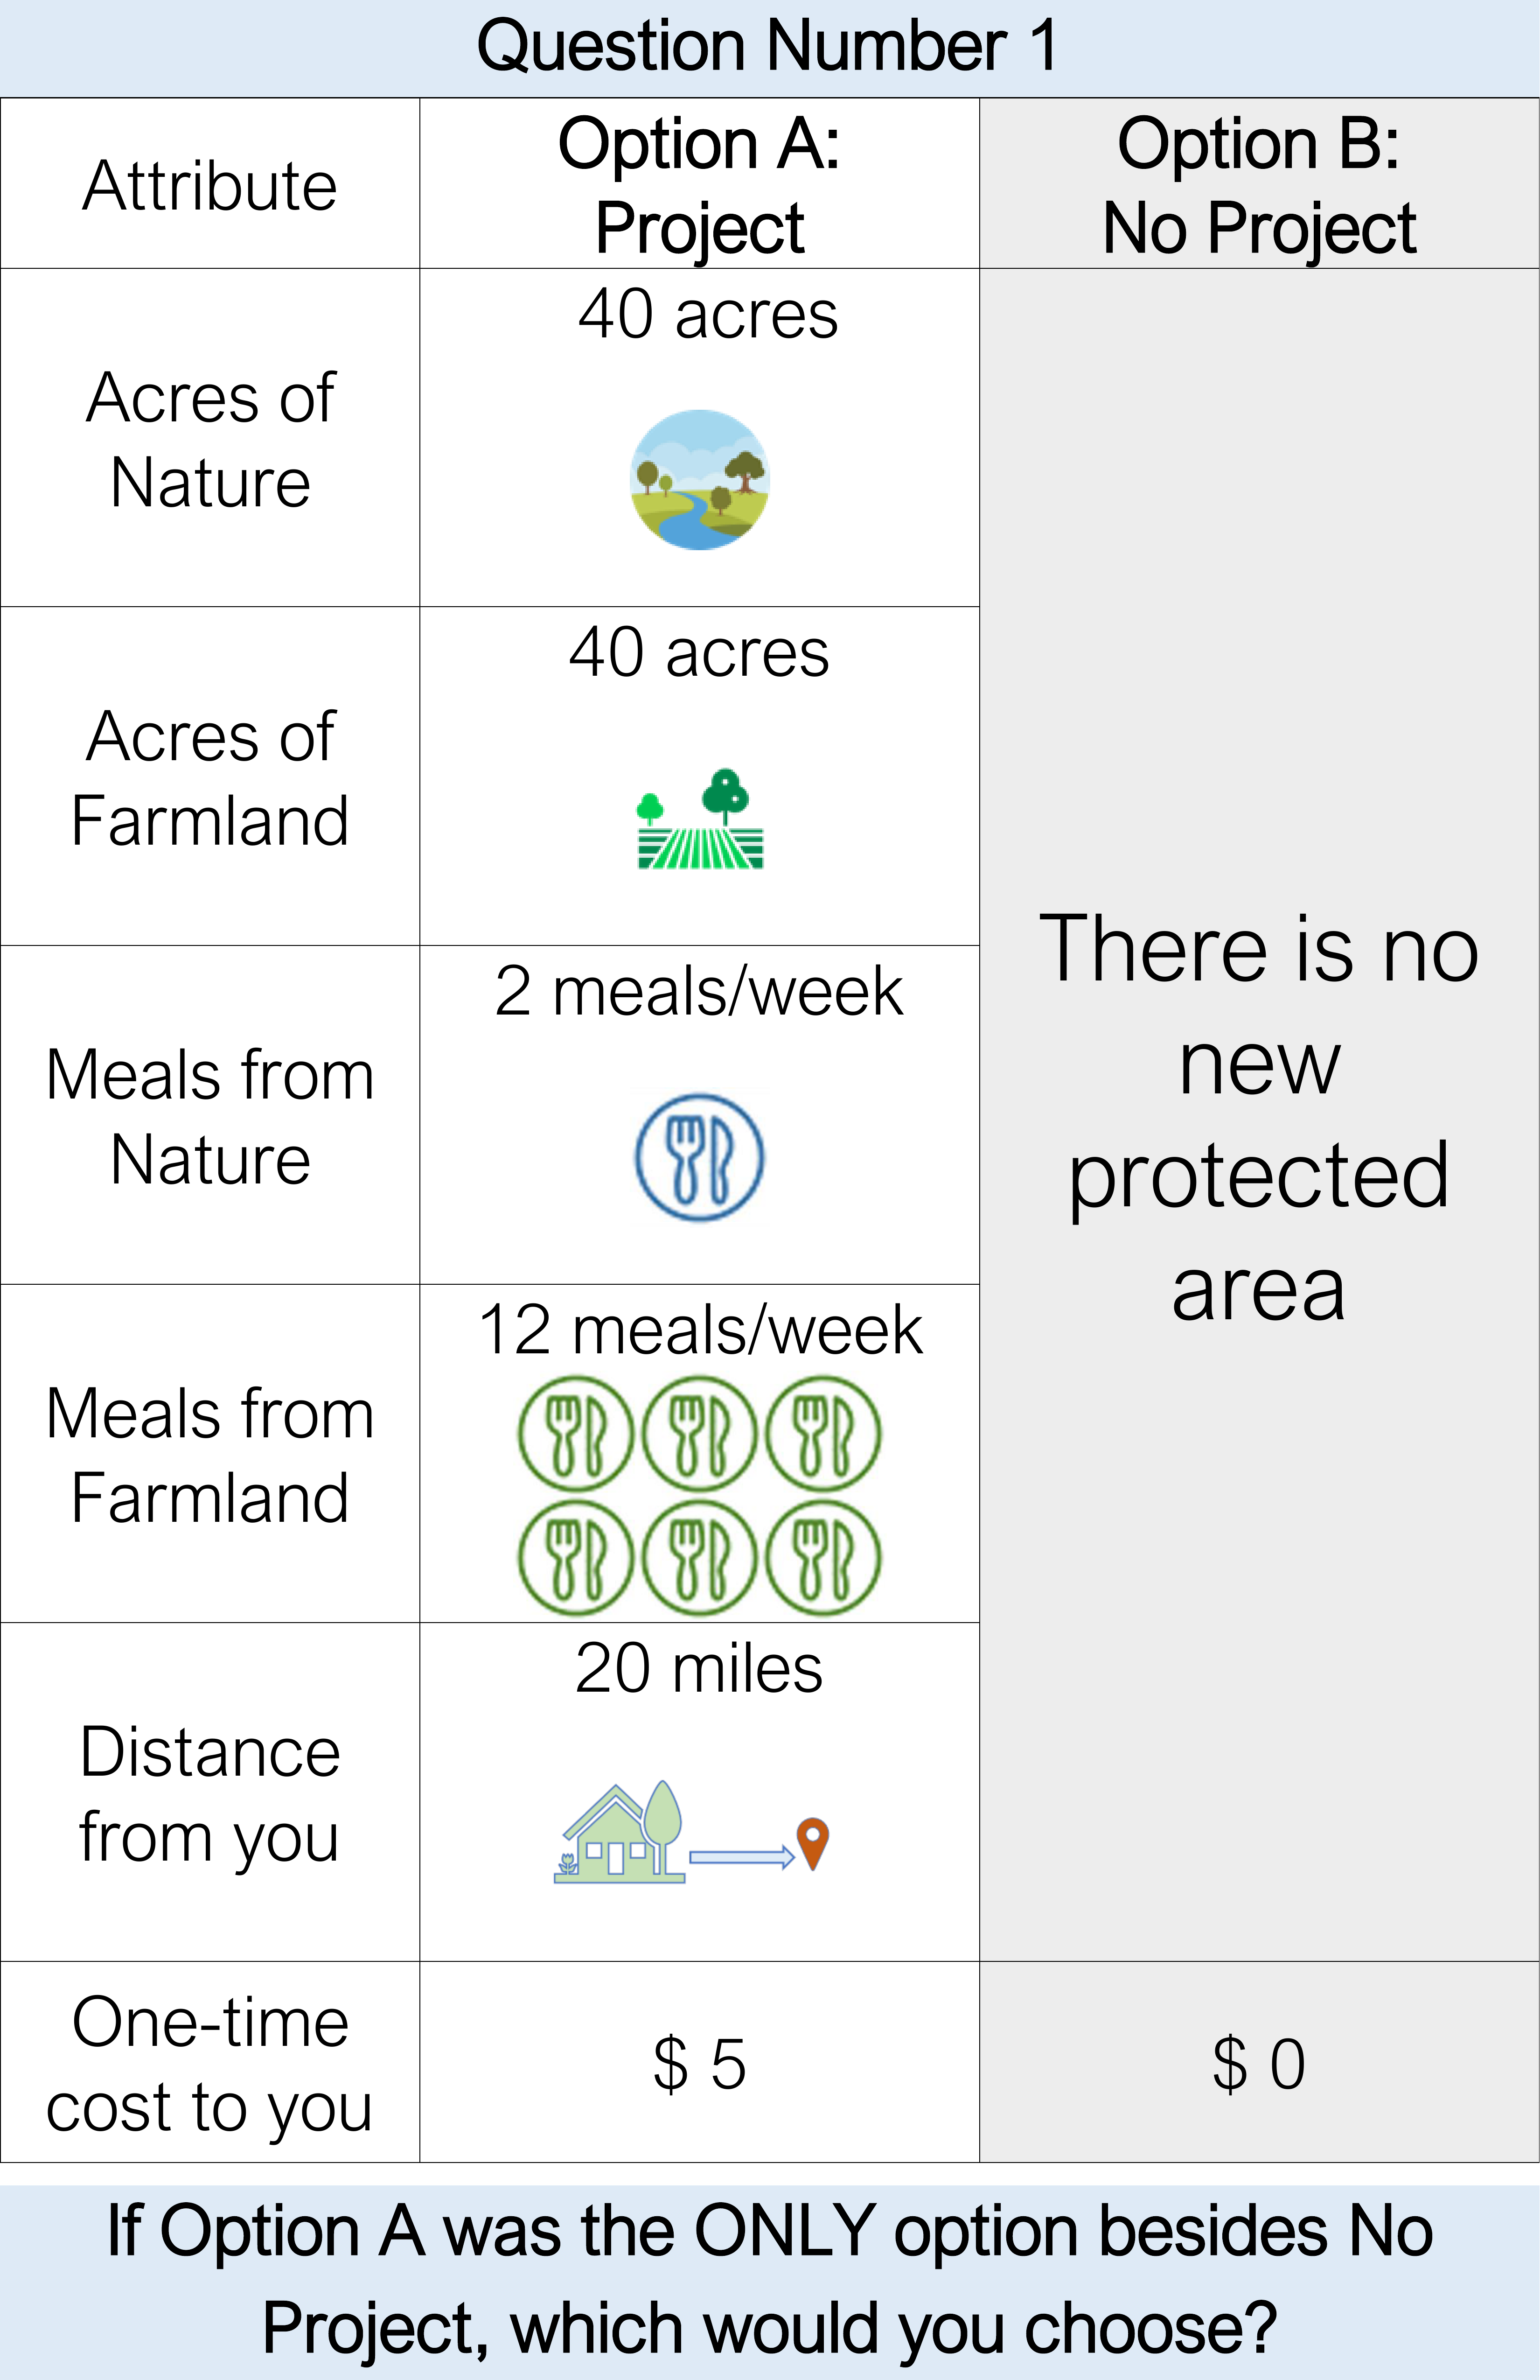 Question Number 1
Attribute
Option A:
Project
Option B:
No Project
Acres of
Nature
40 acres
Acres of
Farmland
40 acres
Meals from
Nature
2 meals/week
Meals from
Farmland
12 meals/week
Distance
from you
20 miles
There is no
new
protected
area
One-time
cost to you
$ 5
$ 0
If Option A was the ONLY option besides No
Project, which would you choose?